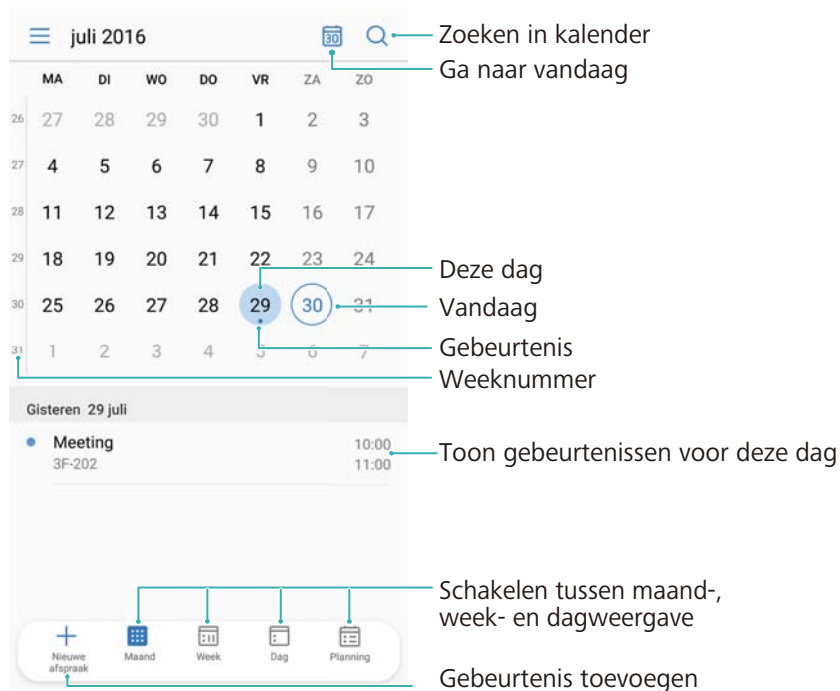 juli 2016
30
Zoeken in kalender
Ga naar vandaag
MA DI WO DO VR ZA ZO
26 27 28 29 30 1 2 3
27 4 5 6 7 8 9 10
28 11 12 13 14 15 16 17
29 18 19 20 21 22 23 24
Deze dag
30 25 26 27 28 29 30 31
Vandaag
Gebeurtenis
31 1 2 3 4 5 6 7
Weeknummer
Gisteren 29 juli
Meeting 10:00
3F-202 11:00
Toon gebeurtenissen voor deze dag
Schakelen tussen maand-,
week- en dagweergave
Nieuwe
afspraak
Maand
Week
Dag
Planning
Gebeurtenis toevoegen